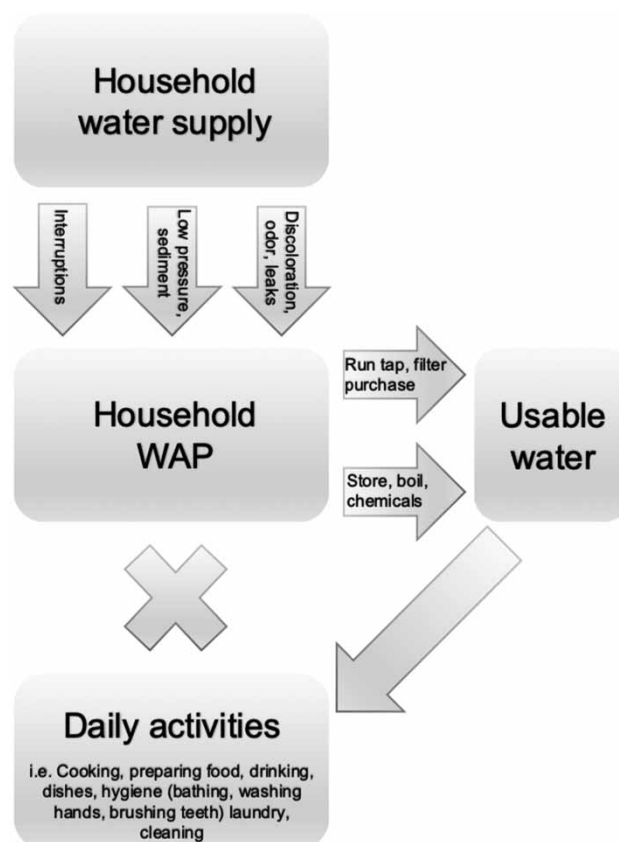 Household
water supply
Interruptions
Low pressure,
sediment
Discoloration,
odor, leaks
Household
WAP
Run tap, filter
purchase
Store, boil,
chemicals
Usable
water
Daily activities
i.e. Cooking, preparing food, drinking,
dishes, hygiene (bathing, washing
hands, brushing teeth) laundry,
cleaning